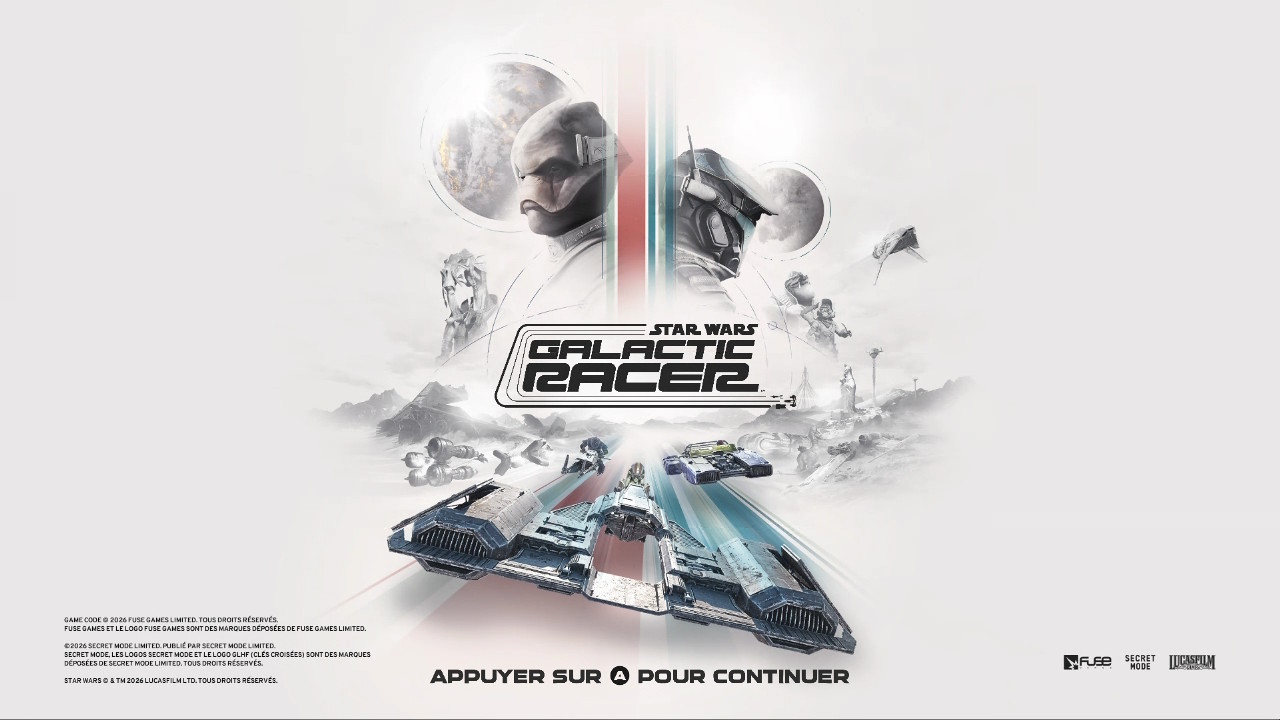 STAR WARS
GALACTIC
RACER
GAME CODE © 2026 FUSE GAMES LIMITED. TOUS DROITS RÉSERVÉS.
FUSE GAMES ET LE LOGO FUSE GAMES SONT DES MARQUES DÉPOSÉES DE FUSE GAMES LIMITED.
©2026 SECRET MODE LIMITED. PUBLIÉ PAR SECRET MODE LIMITED.
SECRET MODE, LES LOGOS SECRET MODE ET LE LOGO GLHF (CLÉS CROISÉES) SONT DES MARQUES
DÉPOSÉES DE SECRET MODE LIMITED. TOUS DROITS RÉSERVÉS.
STAR WARS © & TM 2026 LUCASFILM LTD. TOUS DROITS RÉSERVÉS.
APPUYER SUR A POUR CONTINUER
FUSE
SECRET
MODE
LUCASFILM